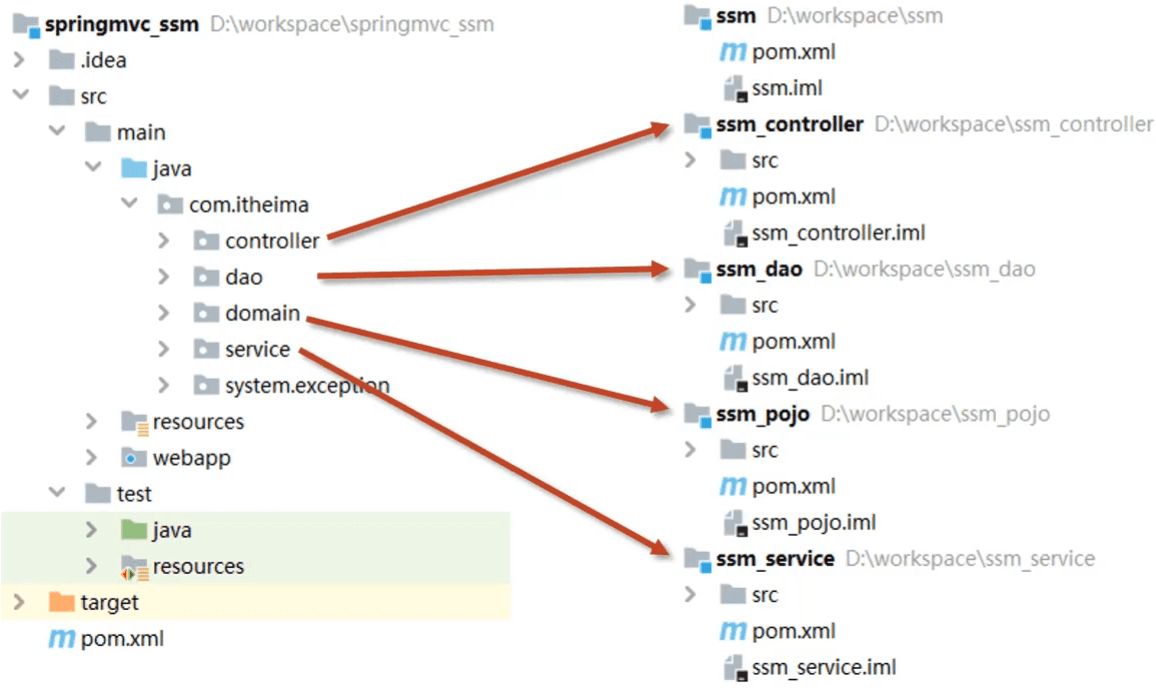 springmvc_ssm D:\workspace\springmvc_ssm
.idea
src
main
java
com.itheima
controller
dao
domain
service
system.exception
resources
webapp
test
java
resources
target
pom.xml
ssm D:\workspace\ssm
pom.xml
ssm.iml
ssm_controller D:\workspace\ssm_controller
src
pom.xml
ssm_controller.iml
ssm_dao D:\workspace\ssm_dao
src
pom.xml
ssm_dao.iml
ssm_pojo D:\workspace\ssm_pojo
src
pom.xml
ssm_pojo.iml
ssm_service D:\workspace\ssm_service
src
pom.xml
ssm_service.iml